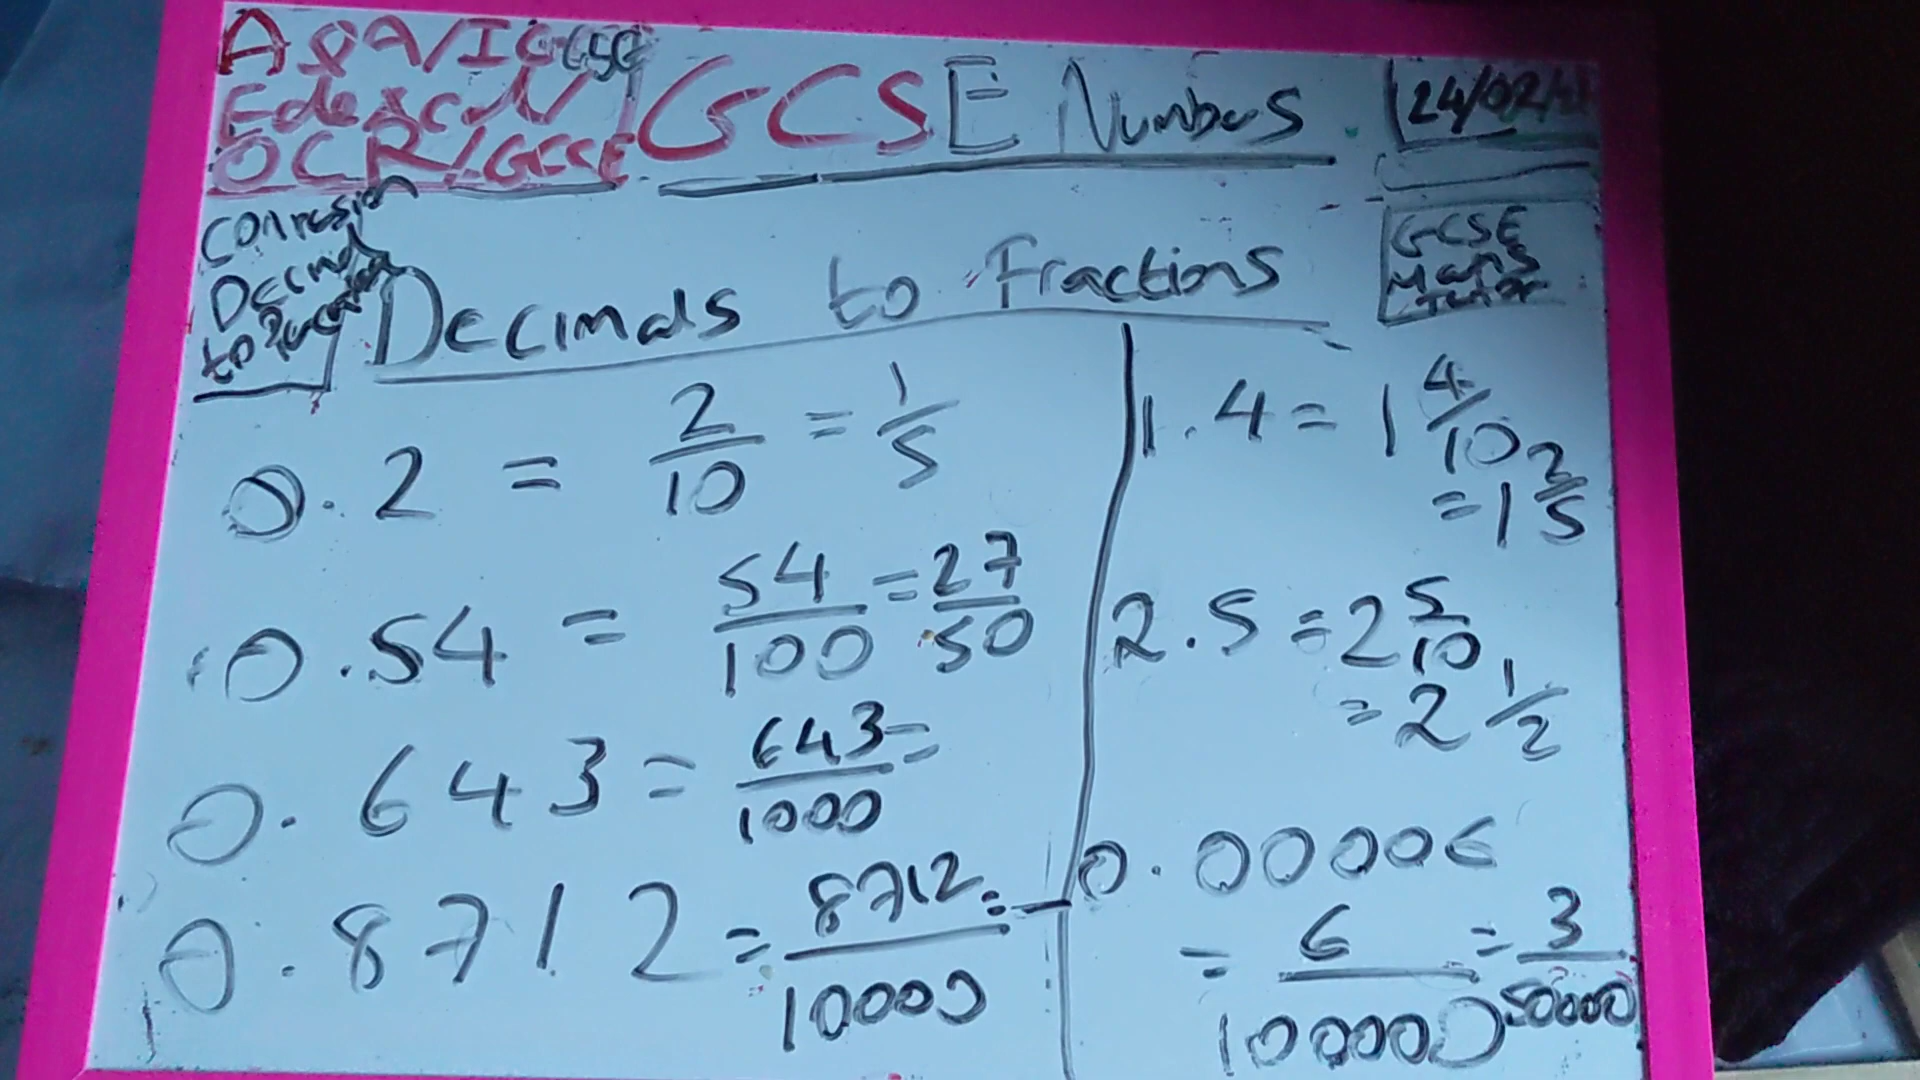 AQA/IGCSE
Edexcel/
OCR/GCSE
GCSE Numbers
24/02/
Decimal
to
GCSE
Maths
Tutor
Decimals to Fractions
0.2 = 2/10 = 1/5
0.54 = 54/100 = 27/50
0.643 = 643/1000 =
0.8712 = 8712/10000 =
1.4 = 1 4/10
= 1 2/5
2.5 = 2 5/10
= 2 1/2
0.00006
= 6/100000 = 3/50000